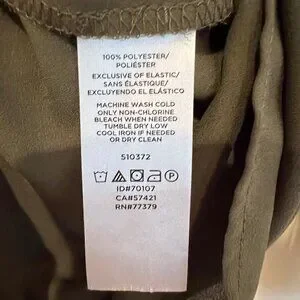 100% POLYESTER/
POLIÉSTER
EXCLUSIVE OF ELASTIC/
SANS ÉLASTIQUE/
EXCLUYENDO EL ELÁSTICO
MACHINE WASH COLD
ONLY NON-CHLORINE
BLEACH WHEN NEEDED
TUMBLE DRY LOW
COOL IRON IF NEEDED
OR DRY CLEAN
510372
P
ID#70107
CA#57421
RN#77379